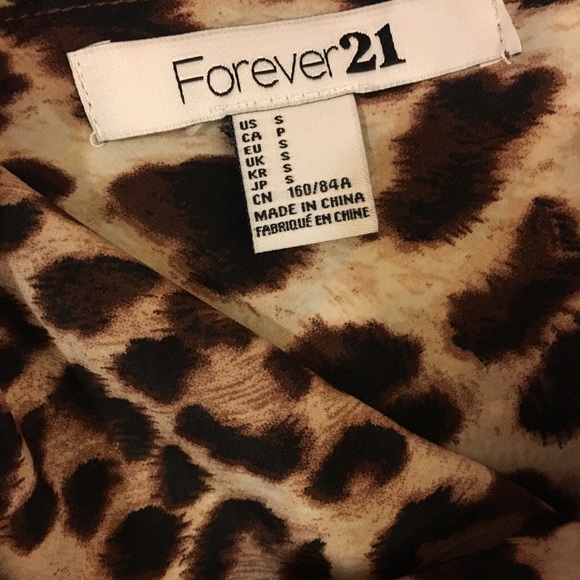 Forever21
US S
CA P
EU S
UK S
KR S
JP S
CN 160/84A
MADE IN CHINA
FABRIQUÉ EN CHINE